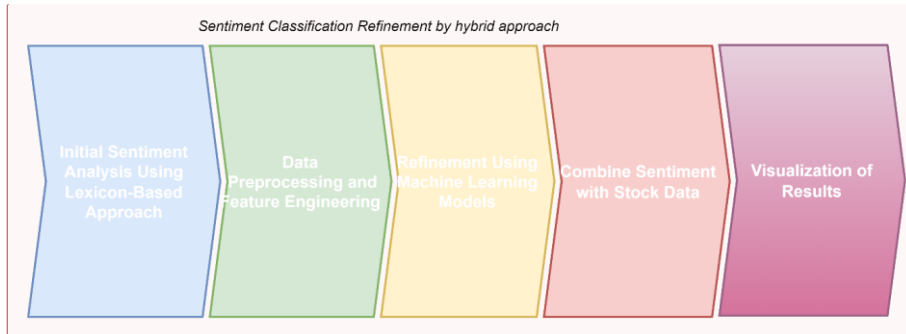 Sentiment Classification Refinement by hybrid approach
Initial Sentiment
Analysis Using
Lexicon-Based
Approach
Data
Preprocessing and
Feature Engineering
Refinement Using
Machine Learning
Models
Combine Sentiment
with Stock Data
Visualization of
Results